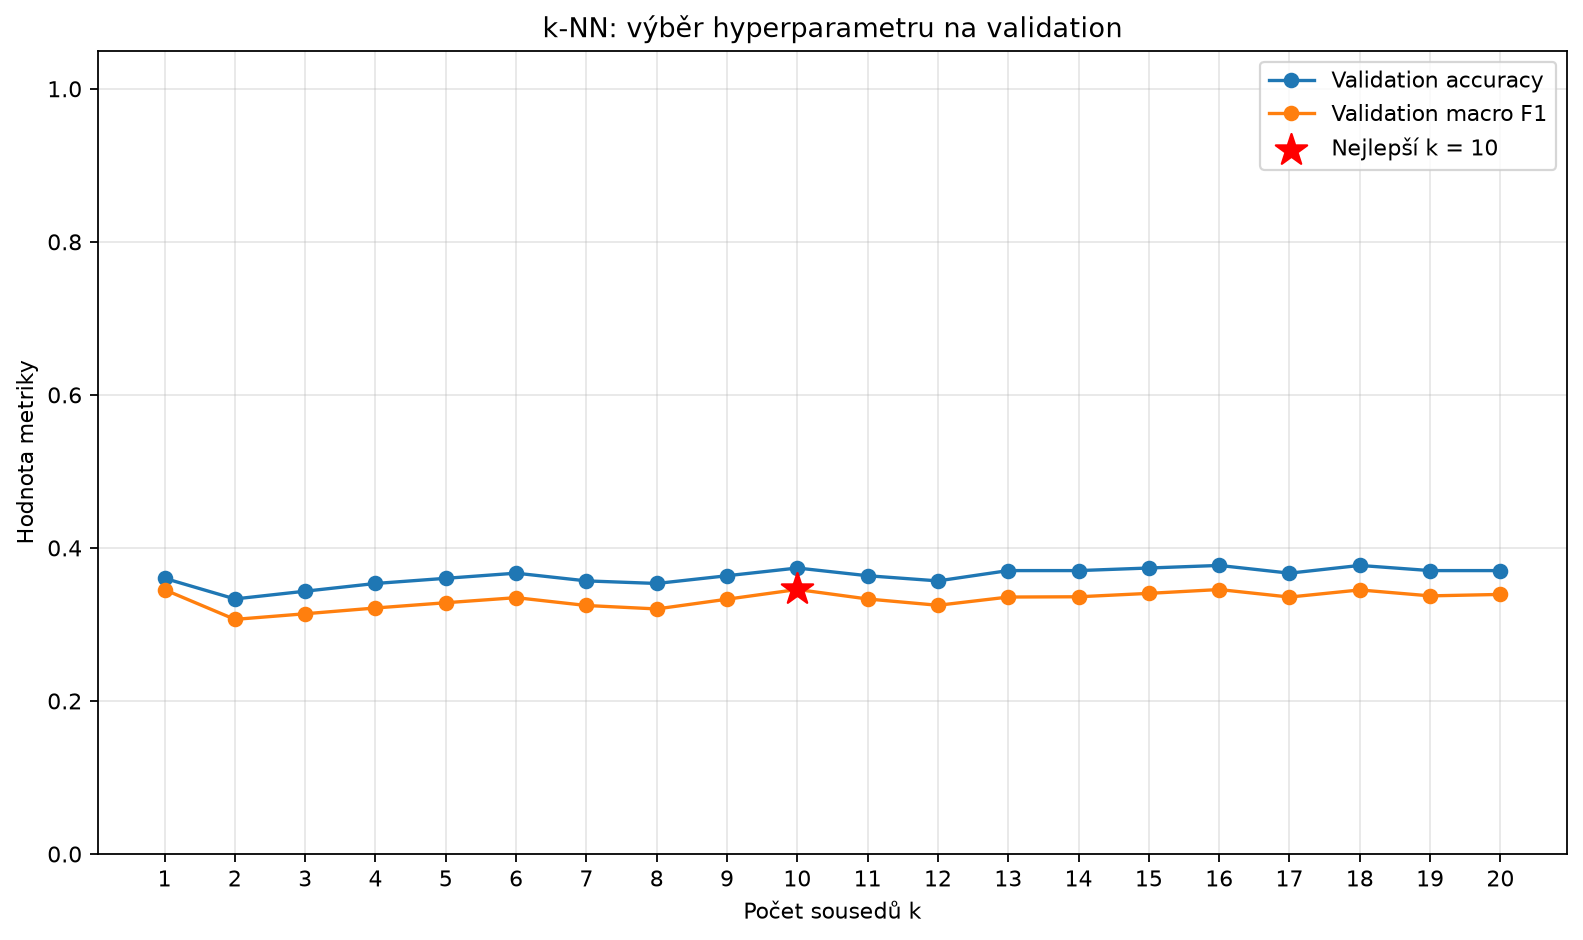 k-NN: výběr hyperparametru na validation
Validation accuracy
Validation macro F1
Nejlepší k = 10
Hodnota metriky
1.0
0.8
0.6
0.4
0.2
0.0
1 2 3 4 5 6 7 8 9 10 11 12 13 14 15 16 17 18 19 20
Počet sousedů k